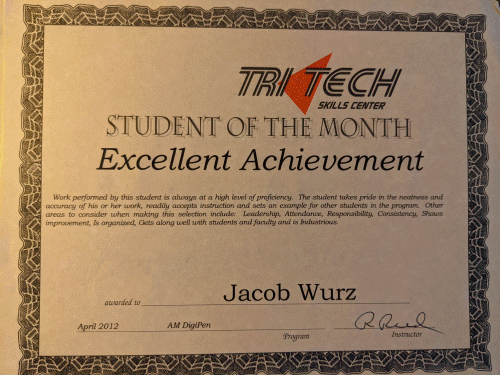 TRI TECH
SKILLS CENTER
STUDENT OF THE MONTH
Excellent Achievement
Work performed by this student is always at a high level of proficiency. The student takes pride in the neatness and
accuracy of his or her work, readily accepts instruction and sets an example for other students in the program. Other
areas to consider when making this selection include: Leadership, Attendance, Responsibility, Consistency, Shows
improvement, Is organized, Gets along well with students and faculty and is Industrious.
awarded to Jacob Wurz
April 2012 AM DigiPen
Program Instructor